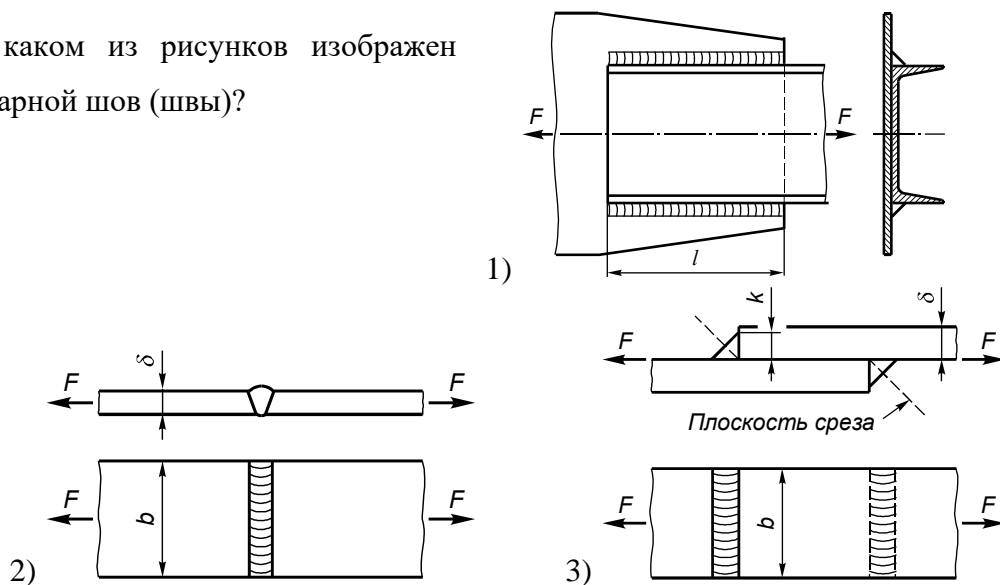 каком из рисунков изображен
арной шов (швы)?
F F
l
1)
k δ
F F
Плоскость среза
δ
F F
F b F
2)
F b F
3)